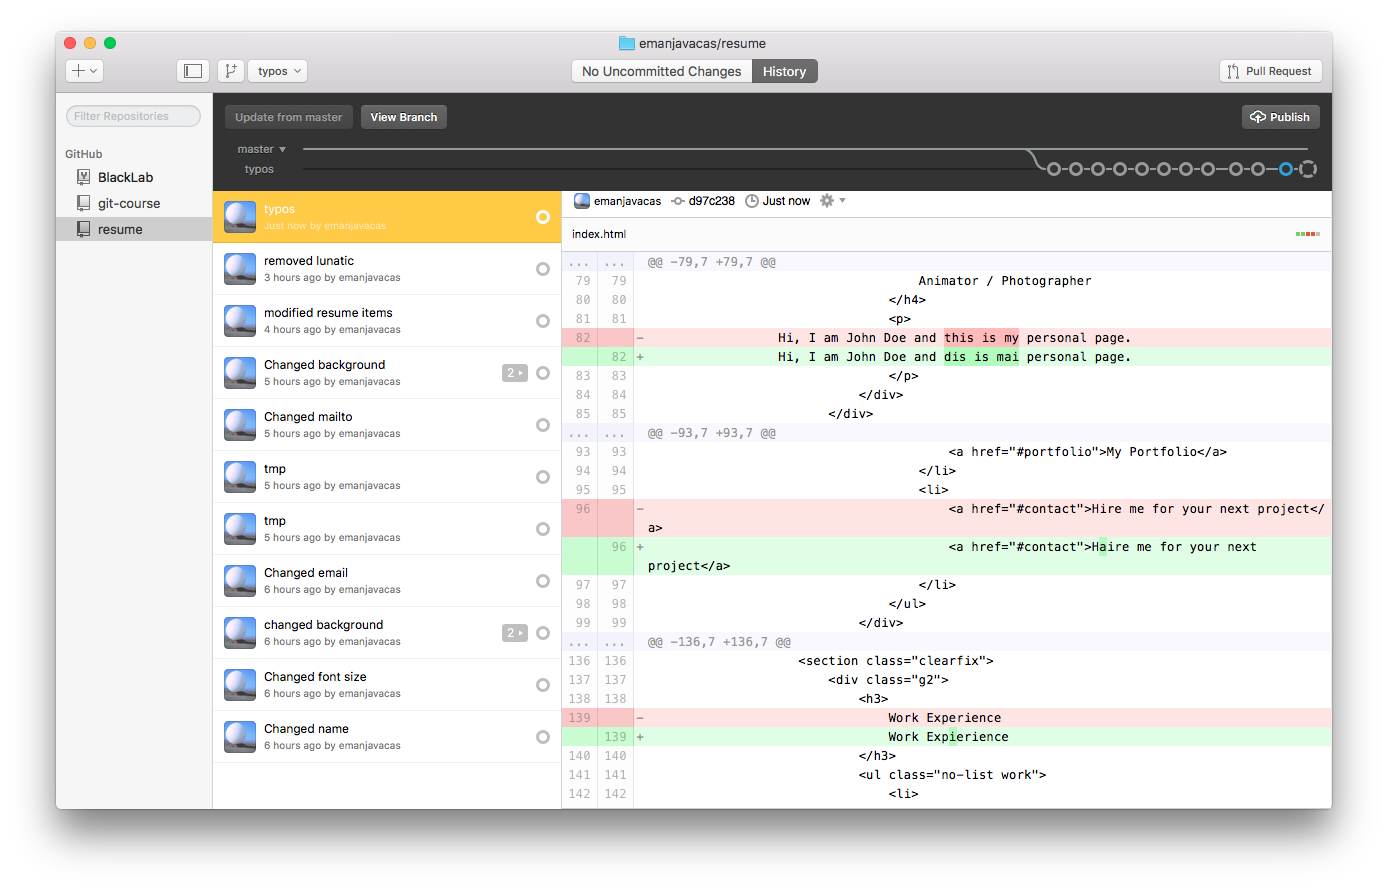 emanjavacas/resume
typos
No Uncommitted Changes
History
Pull Request
Filter Repositories
GitHub
BlackLab
git-course
resume
Update from master
View Branch
Publish
master
typos
typos
Just now by emanjavacas
removed lunatic
3 hours ago by emanjavacas
modified resume items
4 hours ago by emanjavacas
Changed background
5 hours ago by emanjavacas
2
Changed mailto
5 hours ago by emanjavacas
tmp
5 hours ago by emanjavacas
tmp
5 hours ago by emanjavacas
Changed email
6 hours ago by emanjavacas
changed background
6 hours ago by emanjavacas
2
Changed font size
6 hours ago by emanjavacas
Changed name
6 hours ago by emanjavacas
emanjavacas d97c238 Just now
index.html
... ... @@ -79,7 +79,7 @@
79 79 Animator / Photographer
80 80 </h4>
81 81 <p>
82 - Hi, I am John Doe and this is my personal page.
82 + Hi, I am John Doe and dis is mai personal page.
83 83 </p>
84 84 </div>
85 85 </div>
... ... @@ -93,7 +93,7 @@
93 93 <a href="#portfolio">My Portfolio</a>
94 94 </li>
95 95 <li>
96 - <a href="#contact">Hire me for your next project</
a>
96 + <a href="#contact">Haire me for your next
project</a>
97 97 </li>
98 98 </ul>
99 99 </div>
... ... @@ -136,7 +136,7 @@
136 136 <section class="clearfix">
137 137 <div class="g2">
138 138 <h3>
139 - Work Experience
139 + Work Expierience
140 140 </h3>
141 141 <ul class="no-list work">
142 142 <li>